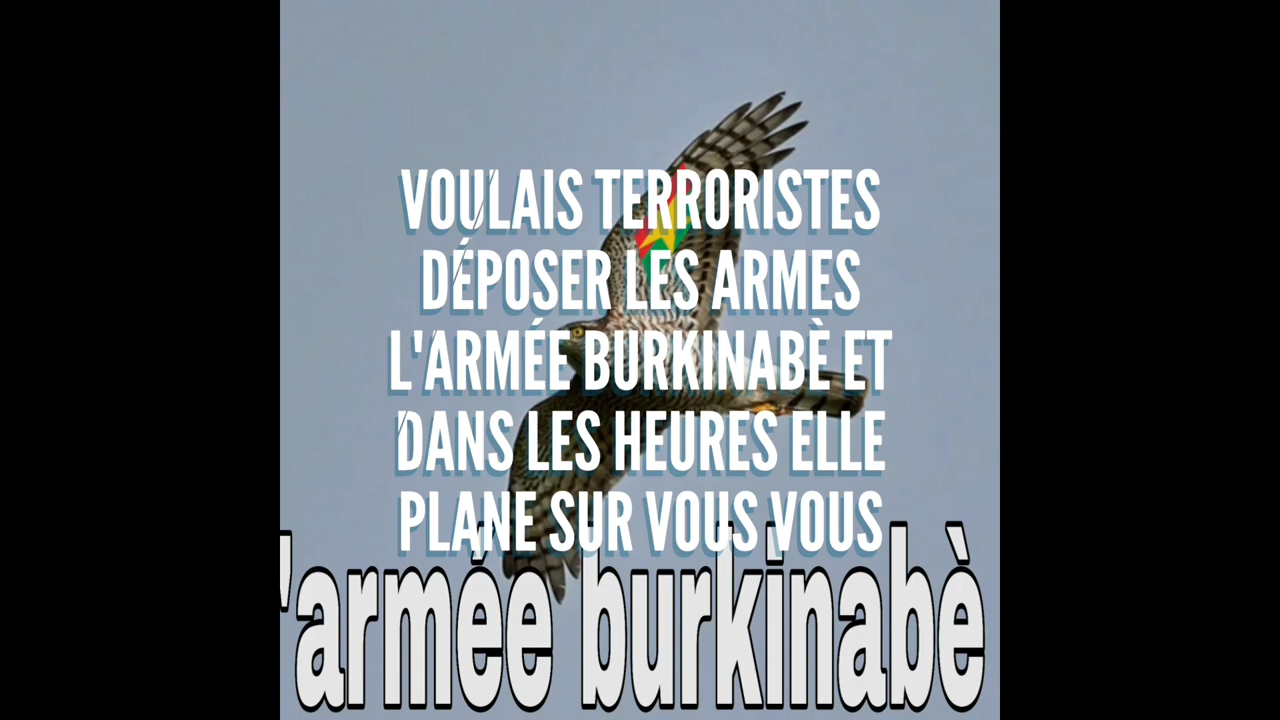 VOULAIS TERRORISTES
DÉPOSER LES ARMES
L'ARMÉE BURKINABÈ ET
DANS LES HEURES ELLE
PLANE SUR VOUS VOUS
'armée burkinabè